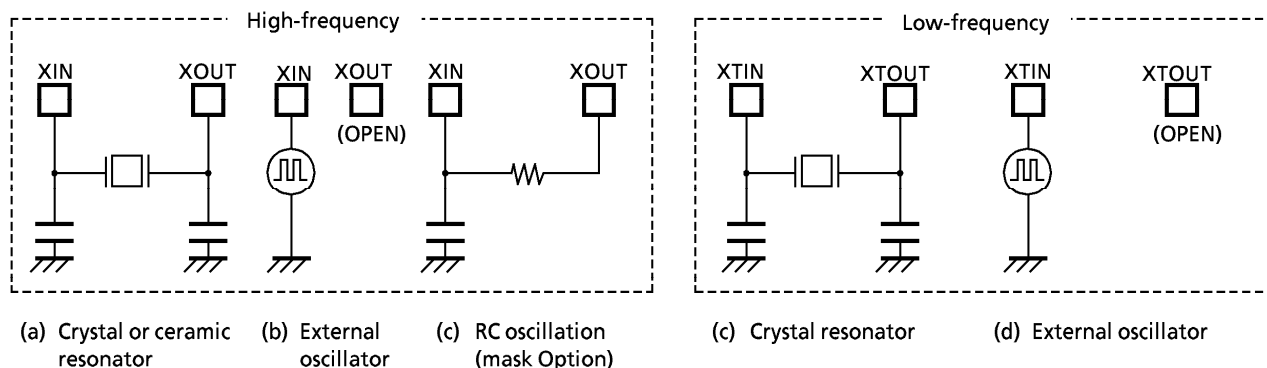 High-frequency
Low-frequency
XIN
XOUT
XIN
XOUT
(OPEN)
XIN
XOUT
XTIN
XTOUT
XTIN
XTOUT
(OPEN)
(a) Crystal or ceramic
resonator
(b) External
oscillator
(c) RC oscillation
(mask Option)
(c) Crystal resonator
(d) External oscillator